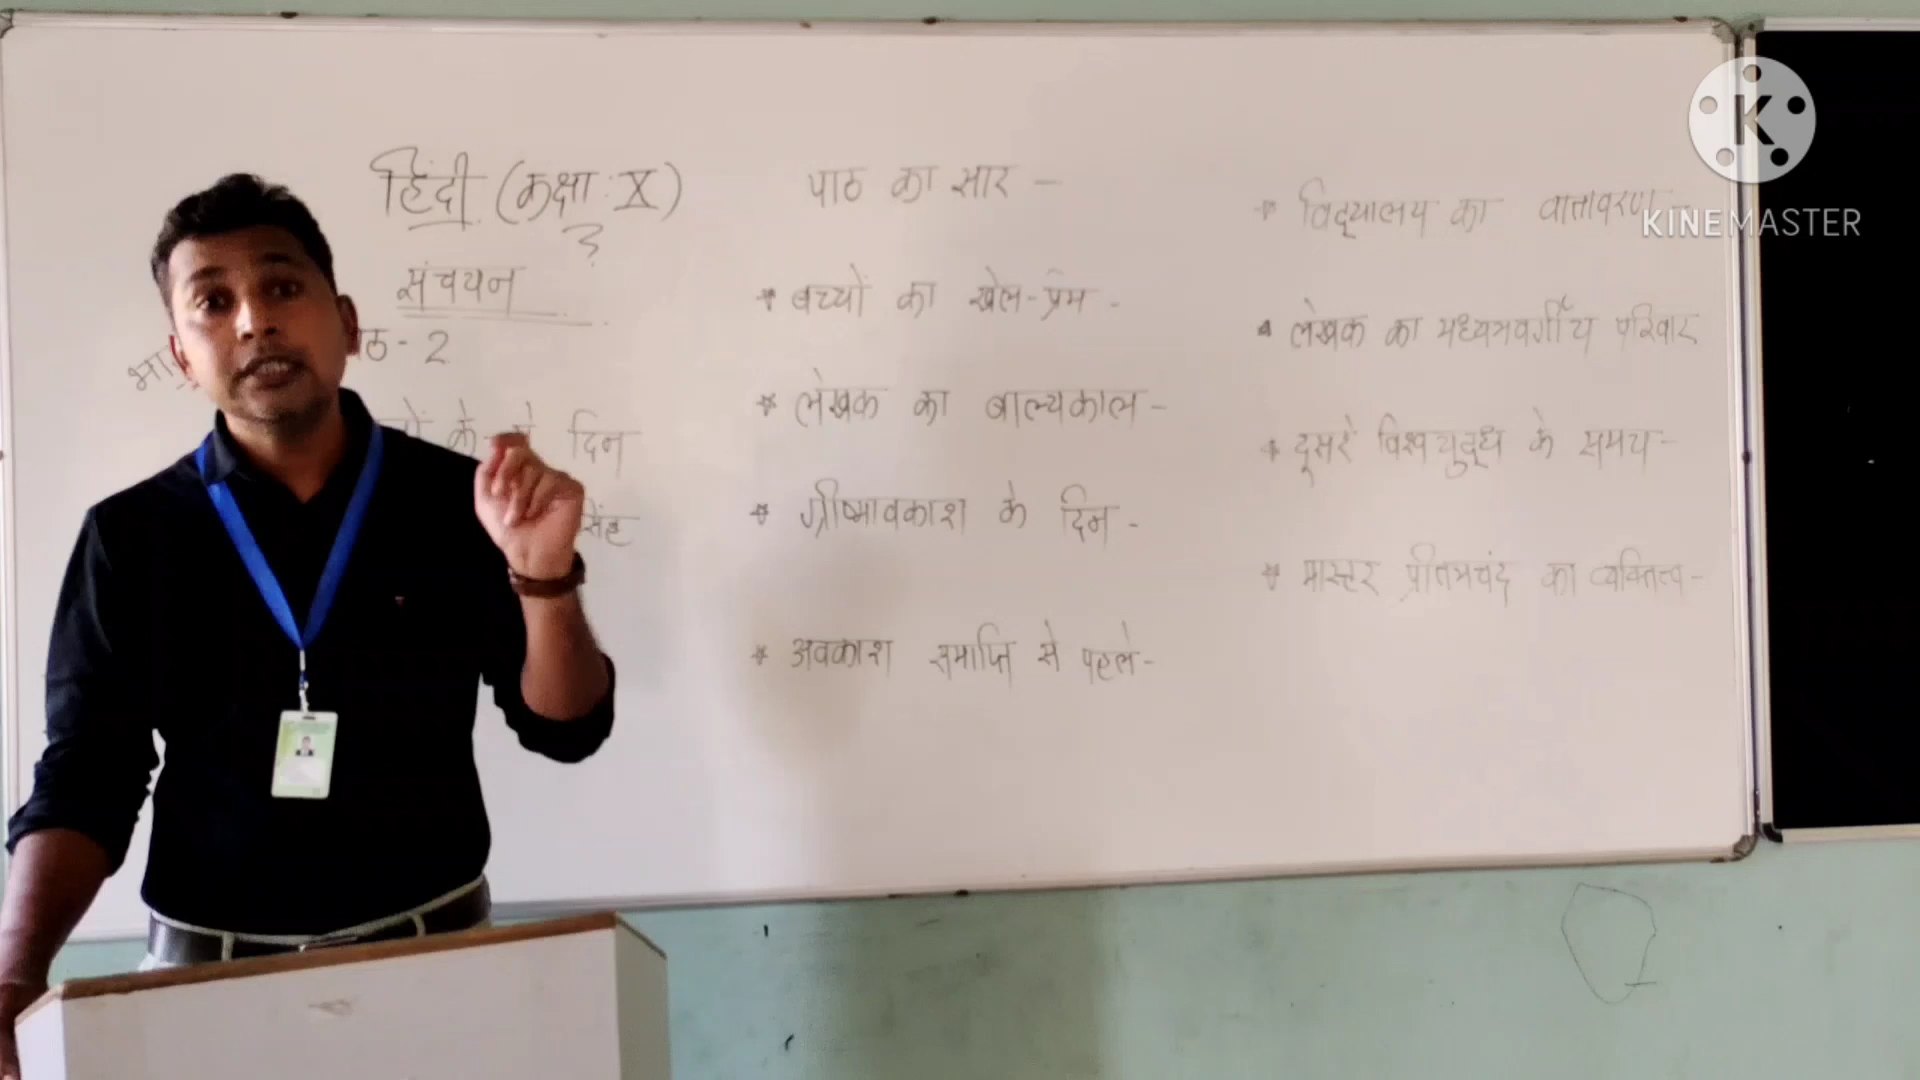 हिंदी (कक्षा: X)
संचयन
ठ - 2
के से दिन
सिंह
पाठ का सार -
* बच्यों का खेल-प्रेम -
* लेखक का बाल्यकाल -
* ग्रीष्मावकाश के दिन -
* अवकाश समाप्ति से पहले -
* विद्यालय का वातावरण
* लेखक का मध्यमवर्गीय परिवार
* दूसरे विश्वयुद्ध के समय -
* मास्टर प्रीतमचंद का व्यक्तित्व -
K
KINEMASTER